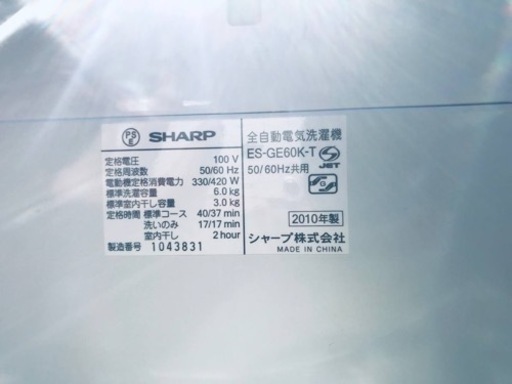 PS E SHARP
定格電圧 100 V
定格周波数 50/60 Hz
電動機定格消費電力 330/420 W
標準洗濯容量 6.0 kg
標準室内干し容量 3.0 kg
定格時間 標準コース 40/37 min
洗いのみ 17/17 min
室内干し 2 hour
製造番号 1043831
全自動電気洗濯機
ES-GE60K-T
50/60Hz共用
JET
2010年製
シャープ株式会社
MADE IN CHINA